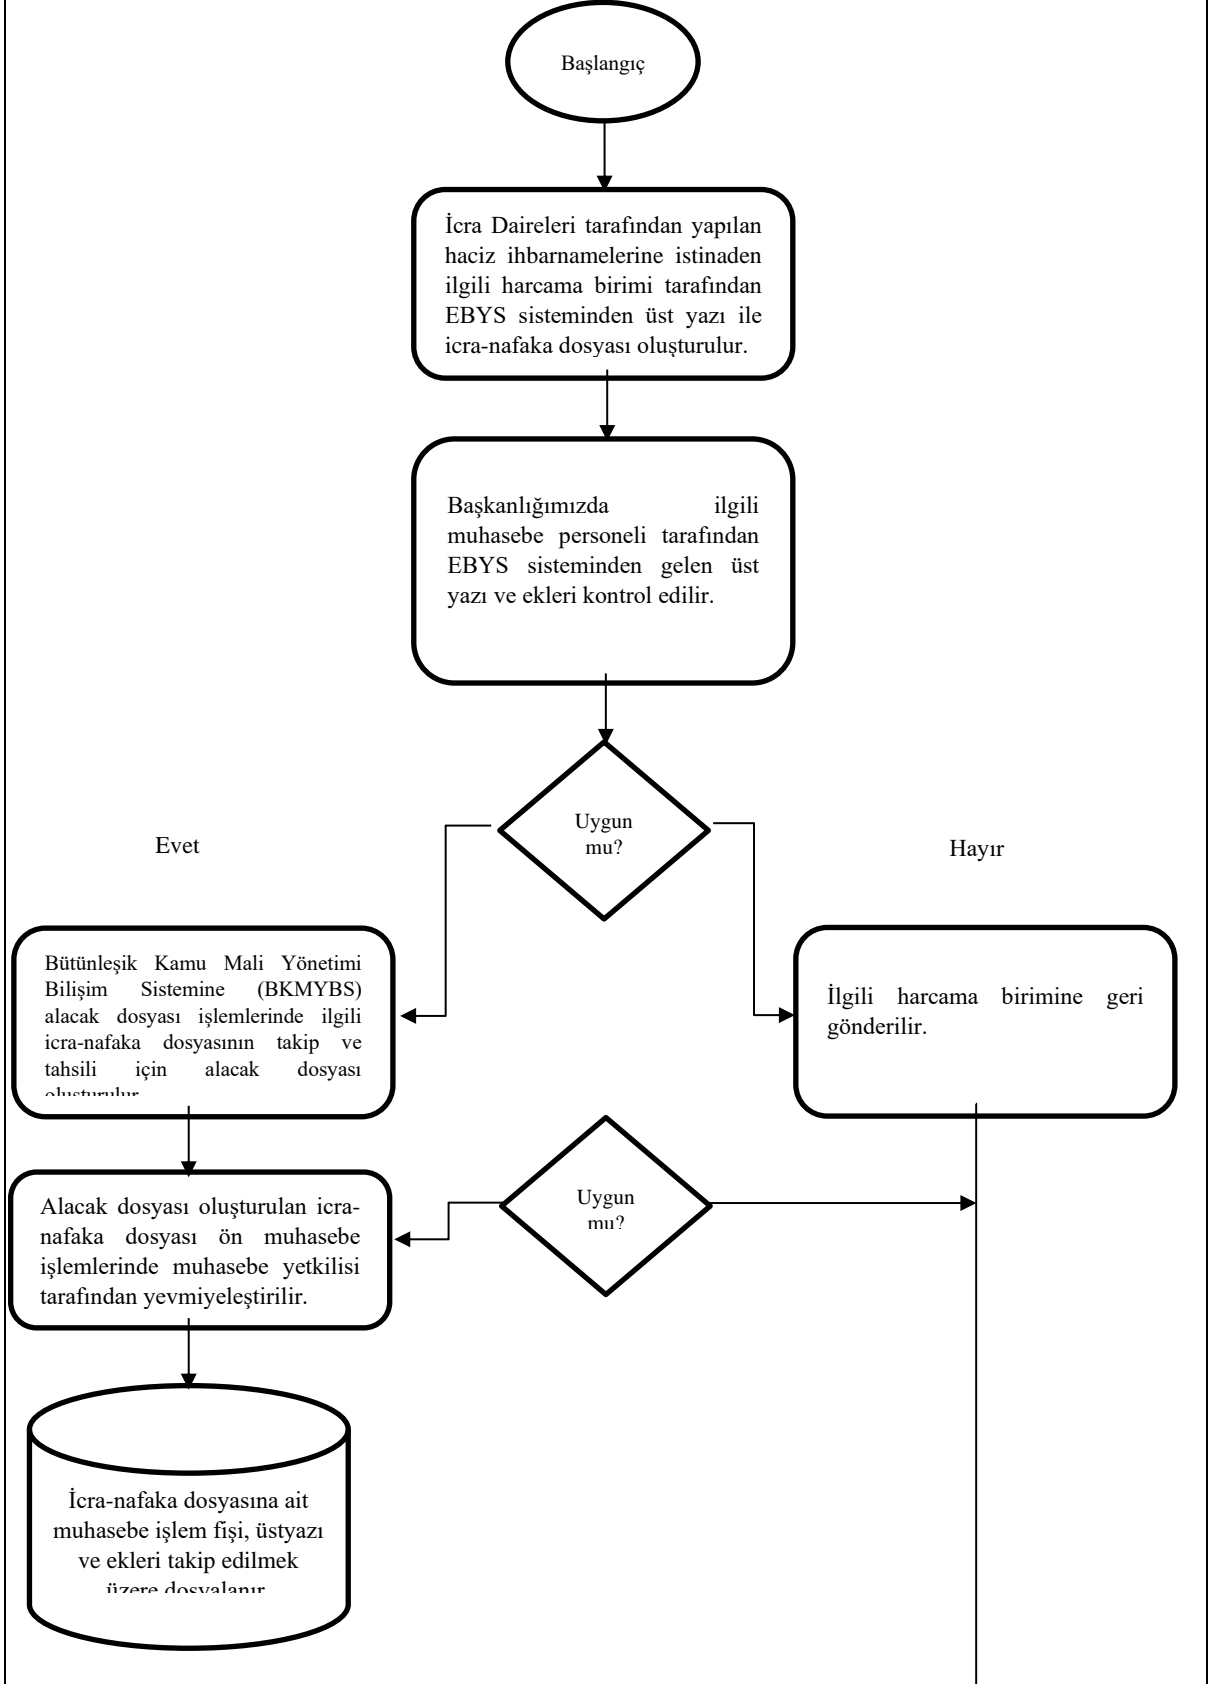 Başlangıç
İcra Daireleri tarafından yapılan
haciz ihbarnamelerine istinaden
ilgili harcama birimi tarafından
EBYS sisteminden üst yazı ile
icra-nafaka dosyası oluşturulur.
Başkanlığımızda ilgili
muhasebe personeli tarafından
EBYS sisteminden gelen üst
yazı ve ekleri kontrol edilir.
Uygun
mu?
Evet
Hayır
Bütünleşik Kamu Mali Yönetimi
Bilişim Sistemine (BKMYBS)
alacak dosyası işlemlerinde ilgili
icra-nafaka dosyasının takip ve
tahsili için alacak dosyası
oluşturulur.
İlgili harcama birimine geri
gönderilir.
Uygun
mu?
Alacak dosyası oluşturulan icra-
nafaka dosyası ön muhasebe
işlemlerinde muhasebe yetkilisi
tarafından yevmiyeleştirilir.
İcra-nafaka dosyasına ait
muhasebe işlem fişi, üstyazı
ve ekleri takip edilmek
üzere dosyalanır